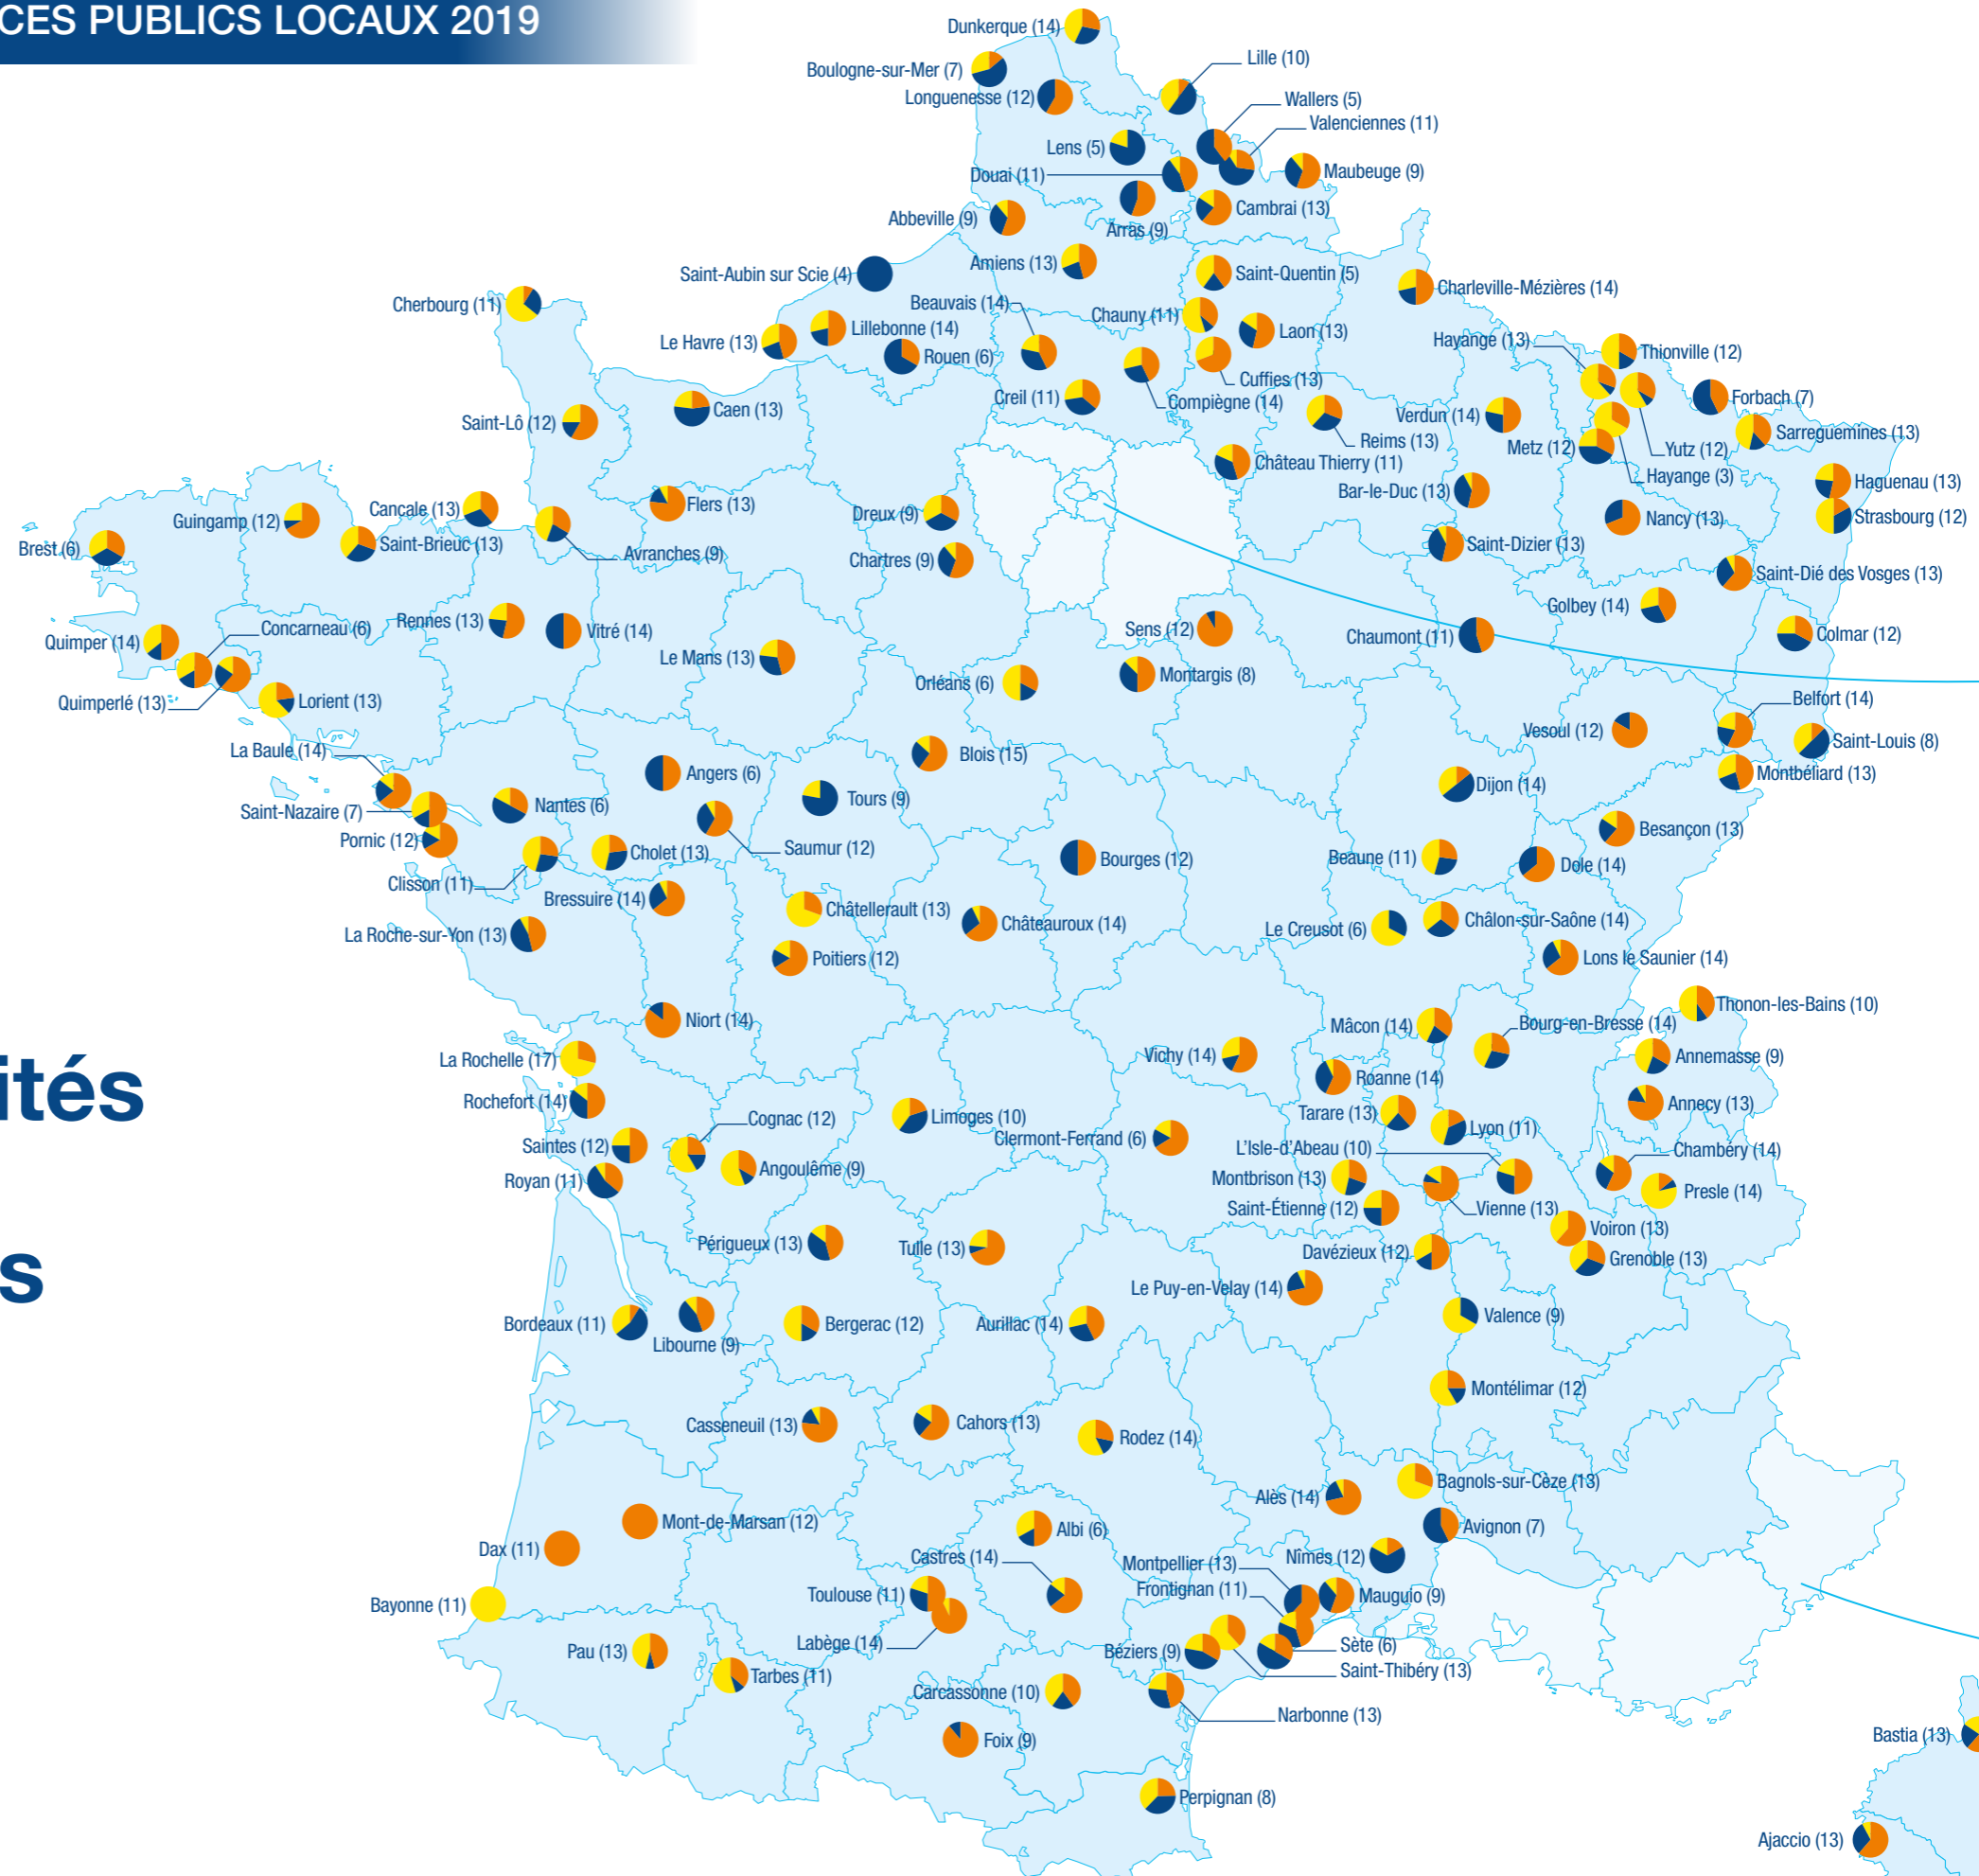 CES PUBLICS LOCAUX 2019
Dunkerque (14)
Lille (10)
Boulogne-sur-Mer (7)
Longuenesse (12)
Wallers (5)
Valenciennes (11)
Lens (5)
Douai (11)
Maubeuge (9)
Abbeville (9)
Arras (9)
Cambrai (13)
Amiens (13)
Saint-Aubin sur Scie (4)
Saint-Quentin (5)
Charleville-Mézières (14)
Cherbourg (11)
Beauvais (14)
Chauny (11)
Lillebonne (14)
Laon (13)
Le Havre (13)
Rouen (6)
Hayange (13)
Thionville (12)
Cuffies (13)
Creil (11)
Compiègne (14)
Forbach (7)
Caen (13)
Saint-Lô (12)
Verdun (14)
Reims (13)
Sarreguemines (13)
Metz (12)
Yutz (12)
Château Thierry (11)
Hayange (3)
Bar-le-Duc (13)
Haguenau (13)
Flers (13)
Cancale (13)
Dreux (9)
Guingamp (12)
Nancy (13)
Strasbourg (12)
Brest (6)
Saint-Brieuc (13)
Avranches (9)
Chartres (9)
Saint-Dizier (13)
Saint-Dié des Vosges (13)
Golbey (14)
Concarneau (6)
Rennes (13)
Vitré (14)
Sens (12)
Chaumont (11)
Colmar (12)
Quimper (14)
Le Mans (13)
Orléans (6)
Montargis (8)
Quimperlé (13)
Lorient (13)
Belfort (14)
Vesoul (12)
Saint-Louis (8)
La Baule (14)
Blois (15)
Angers (6)
Montbéliard (13)
Dijon (14)
Tours (9)
Saint-Nazaire (7)
Nantes (6)
Besançon (13)
Pornic (12)
Saumur (12)
Cholet (13)
Bourges (12)
Beaune (11)
Dole (14)
Clisson (11)
Bressuire (14)
Châtellerault (13)
Châteauroux (14)
Châlon-sur-Saône (14)
Le Creusot (6)
La Roche-sur-Yon (13)
Poitiers (12)
Lons le Saunier (14)
Thonon-les-Bains (10)
Niort (14)
Mâcon (14)
Bourg-en-Bresse (14)
La Rochelle (17)
Vichy (14)
Annemasse (9)
ités
Roanne (14)
Rochefort (14)
Annecy (13)
Cognac (12)
Limoges (10)
Tarare (13)
Lyon (11)
Clermont-Ferrand (6)
Saintes (12)
L'Isle-d'Abeau (10)
Chambéry (14)
Angoulême (9)
Royan (11)
Montbrison (13)
Presle (14)
Saint-Étienne (12)
Vienne (13)
Voiron (13)
Périgueux (13)
Tulle (13)
Davézieux (12)
Grenoble (13)
s
Le Puy-en-Velay (14)
Valence (9)
Bordeaux (11)
Libourne (9)
Bergerac (12)
Aurillac (14)
Montélimar (12)
Casseneuil (13)
Cahors (13)
Rodez (14)
Bagnols-sur-Cèze (13)
Alès (14)
Mont-de-Marsan (12)
Albi (6)
Avignon (7)
Dax (11)
Castres (14)
Montpellier (13)
Nîmes (12)
Frontignan (11)
Mauguio (9)
Toulouse (11)
Bayonne (11)
Labège (14)
Pau (13)
Béziers (9)
Sète (6)
Saint-Thibéry (13)
Tarbes (11)
Carcassonne (10)
Narbonne (13)
Foix (9)
Bastia (13)
Perpignan (8)
Ajaccio (13)